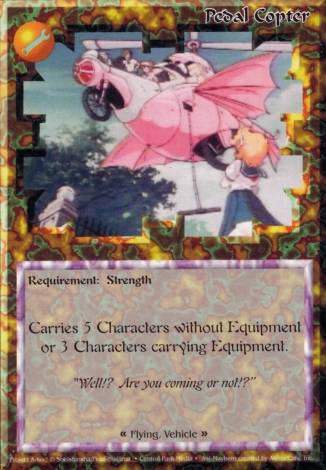 Pedal Copter
Requirement: Strength
Carries 5 Characters without Equipment
or 3 Characters carrying Equipment.
"Well!? Are you coming or not!?"
« Flying, Vehicle »